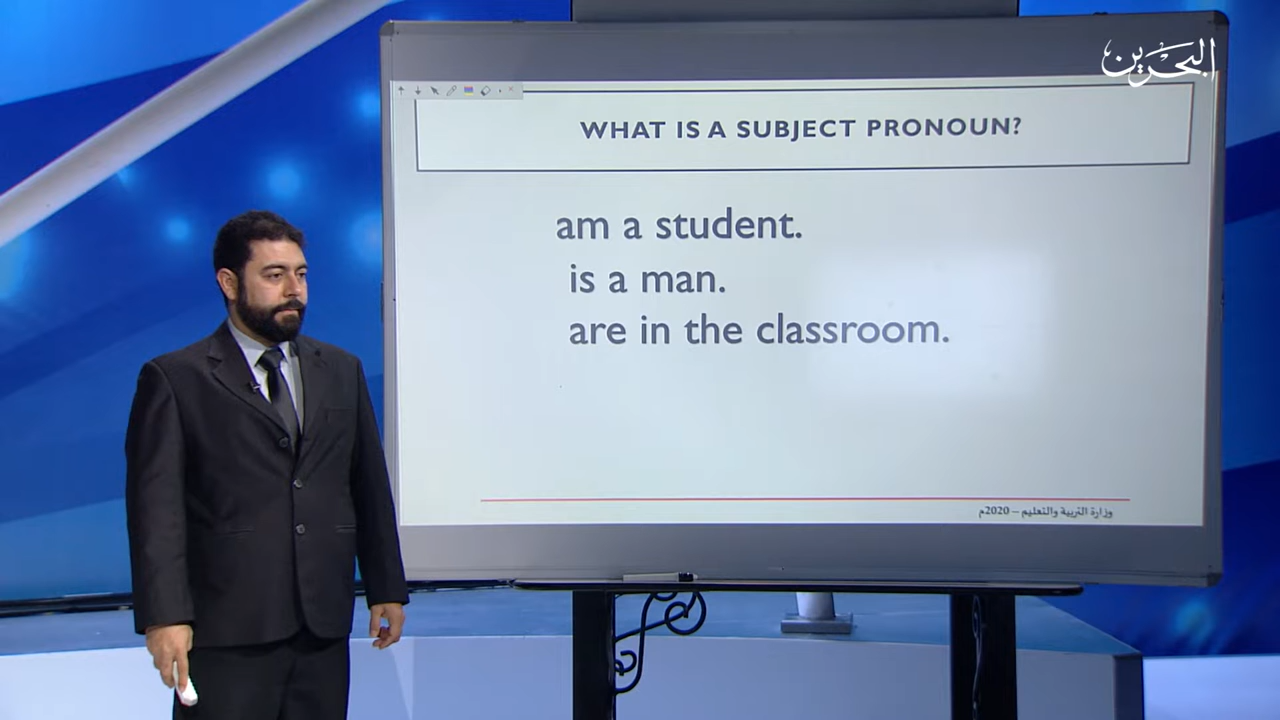 البحرين
WHAT IS A SUBJECT PRONOUN?
am a student.
is a man.
are in the classroom.
وزارة التربية والتعليم – 2020م